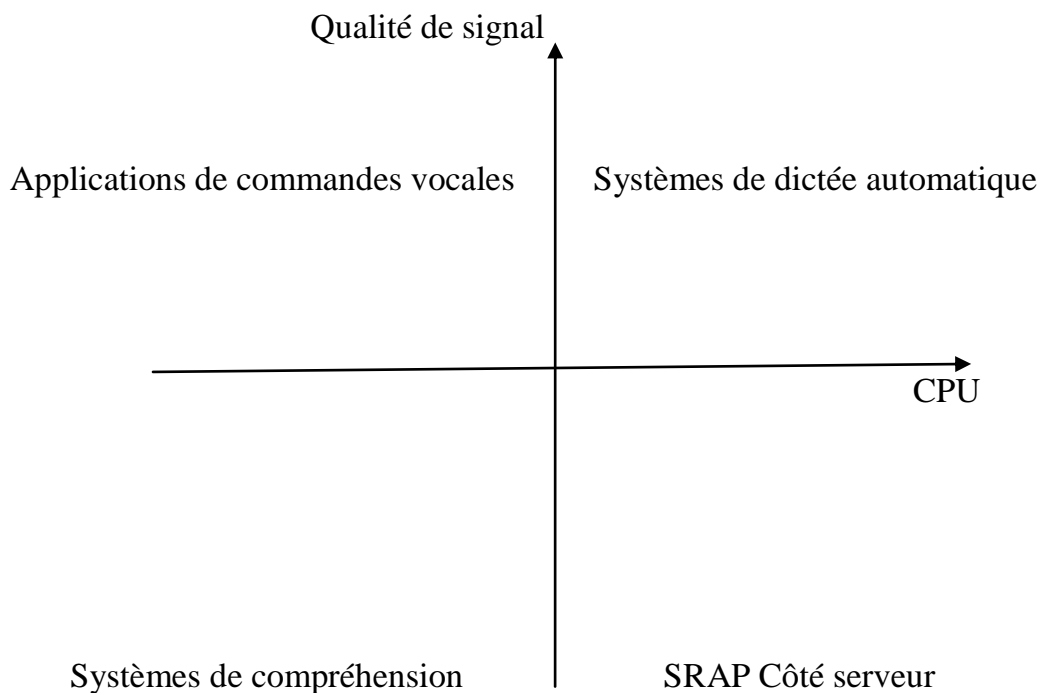 Qualité de signal
Applications de commandes vocales
Systèmes de dictée automatique
CPU
Systèmes de compréhension
SRAP Côté serveur